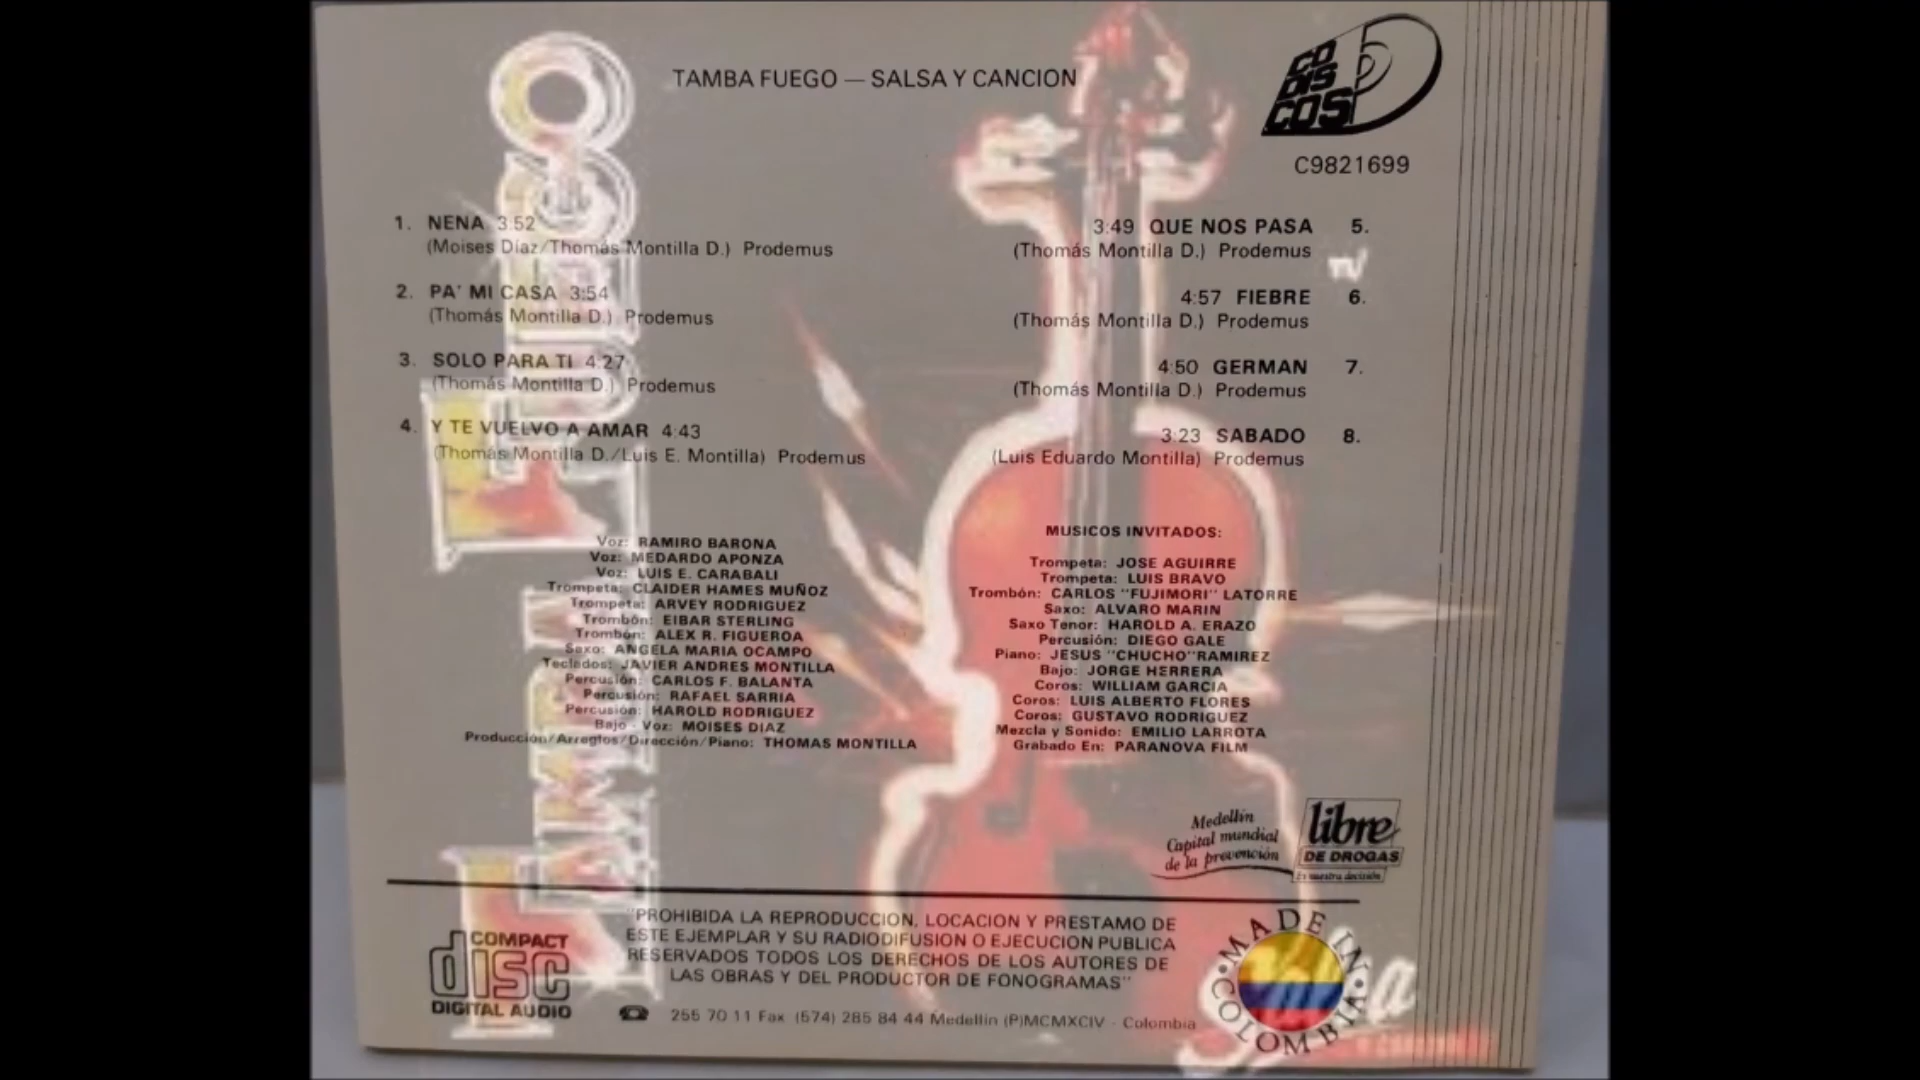 TAMBA FUEGO — SALSA Y CANCION
CO
DIS
COS
C9821699
1. NENA 3:52
(Moises Díaz/Thomás Montilla D.) Prodemus
2. PA' MI CASA 3:54
(Thomás Montilla D.) Prodemus
3. SOLO PARA TI 4:27
(Thomás Montilla D.) Prodemus
4. Y TE VUELVO A AMAR 4:43
(Thomás Montilla D./Luis E. Montilla) Prodemus
3:49 QUE NOS PASA 5.
(Thomás Montilla D.) Prodemus
4:57 FIEBRE 6.
(Thomás Montilla D.) Prodemus
4:50 GERMAN 7.
(Thomás Montilla D.) Prodemus
3:23 SABADO 8.
(Luis Eduardo Montilla) Prodemus
Voz: RAMIRO BARONA
Voz: MEDARDO APONZA
Voz: LUIS E. CARABALI
Trompeta: CLAIDER HAMES MUÑOZ
Trompeta: ARVEY RODRIGUEZ
Trombón: EIBAR STERLING
Trombón: ALEX R. FIGUEROA
Saxo: ANGELA MARIA OCAMPO
Teclados: JAVIER ANDRES MONTILLA
Percusión: CARLOS F. BALANTA
Percusión: RAFAEL SARRIA
Percusión: HAROLD RODRIGUEZ
Bajo - Voz: MOISES DIAZ
Producción/Arreglos/Dirección/Piano: THOMAS MONTILLA
MUSICOS INVITADOS:
Trompeta: JOSE AGUIRRE
Trompeta: LUIS BRAVO
Trombón: CARLOS "FUJIMORI" LATORRE
Saxo: ALVARO MARIN
Saxo Tenor: HAROLD A. ERAZO
Percusión: DIEGO GALE
Piano: JESUS "CHUCHO" RAMIREZ
Bajo: JORGE HERRERA
Coros: WILLIAM GARCIA
Coros: LUIS ALBERTO FLORES
Coros: GUSTAVO RODRIGUEZ
Mezcla y Sonido: EMILIO LARROTA
Grabado En: PARANOVA FILM
TAMBA FUEGO
Medellín
Capital mundial
de la prevención
libre
DE DROGAS
Es nuestra decisión
COMPACT
disc
DIGITAL AUDIO
"PROHIBIDA LA REPRODUCCION, LOCACION Y PRESTAMO DE
ESTE EJEMPLAR Y SU RADIODIFUSION O EJECUCION PUBLICA
RESERVADOS TODOS LOS DERECHOS DE LOS AUTORES DE
LAS OBRAS Y DEL PRODUCTOR DE FONOGRAMAS"
255 70 11 Fax (574) 285 84 44 Medellín (P)MCMXCIV - Colombia
MADE IN
COLOMBIA